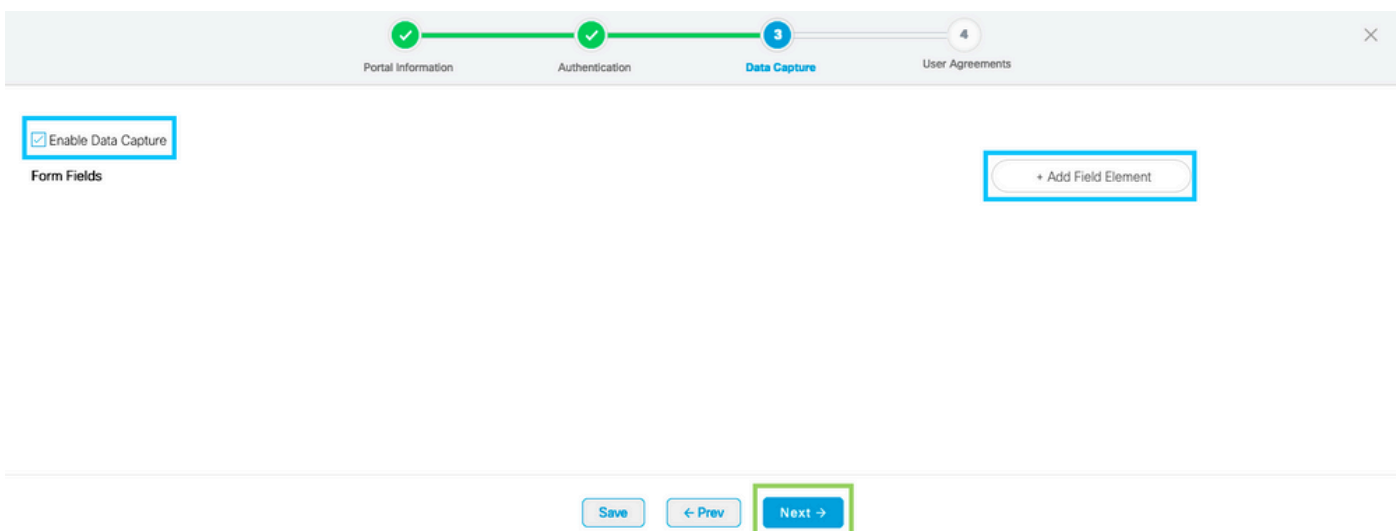 3
4
Portal Information
Authentication
Data Capture
User Agreements
Enable Data Capture
Form Fields
+ Add Field Element
Save
← Prev
Next →